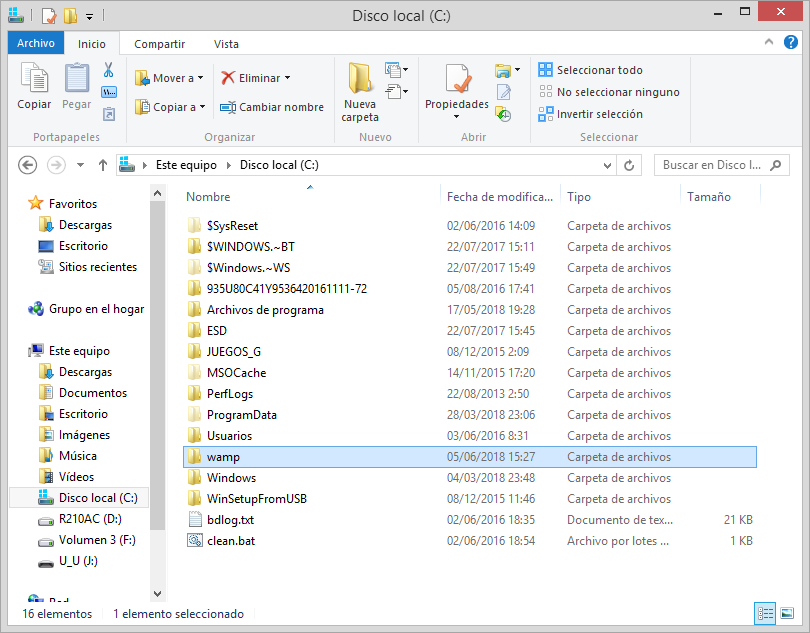 Disco local (C:)
Archivo Inicio Compartir Vista
Copiar Pegar Mover a Copiar a Eliminar Cambiar nombre Nueva carpeta Propiedades Seleccionar todo No seleccionar ninguno Invertir selección
Portapapeles Organizar Nuevo Abrir Seleccionar
Este equipo Disco local (C:) Buscar en Disco l...
Favoritos
Descargas
Escritorio
Sitios recientes
Grupo en el hogar
Este equipo
Descargas
Documentos
Escritorio
Imágenes
Música
Vídeos
Disco local (C:)
R210AC (D:)
Volumen 3 (F:)
U_U (J:)
Nombre Fecha de modifica... Tipo Tamaño
$SysReset 02/06/2016 14:09 Carpeta de archivos
$WINDOWS.~BT 22/07/2017 15:11 Carpeta de archivos
$Windows.~WS 22/07/2017 15:49 Carpeta de archivos
935U80C41Y9536420161111-72 05/08/2016 17:41 Carpeta de archivos
Archivos de programa 17/05/2018 19:28 Carpeta de archivos
ESD 22/07/2017 15:45 Carpeta de archivos
JUEGOS_G 08/12/2015 2:09 Carpeta de archivos
MSOCache 14/11/2015 17:20 Carpeta de archivos
PerfLogs 22/08/2013 2:50 Carpeta de archivos
ProgramData 28/03/2018 23:06 Carpeta de archivos
Usuarios 03/06/2016 8:31 Carpeta de archivos
wamp 05/06/2018 15:27 Carpeta de archivos
Windows 04/03/2018 23:48 Carpeta de archivos
WinSetupFromUSB 08/12/2015 11:46 Carpeta de archivos
bdlog.txt 02/06/2016 18:35 Documento de tex... 21 KB
clean.bat 02/06/2016 18:54 Archivo por lotes ... 1 KB
16 elementos 1 elemento seleccionado